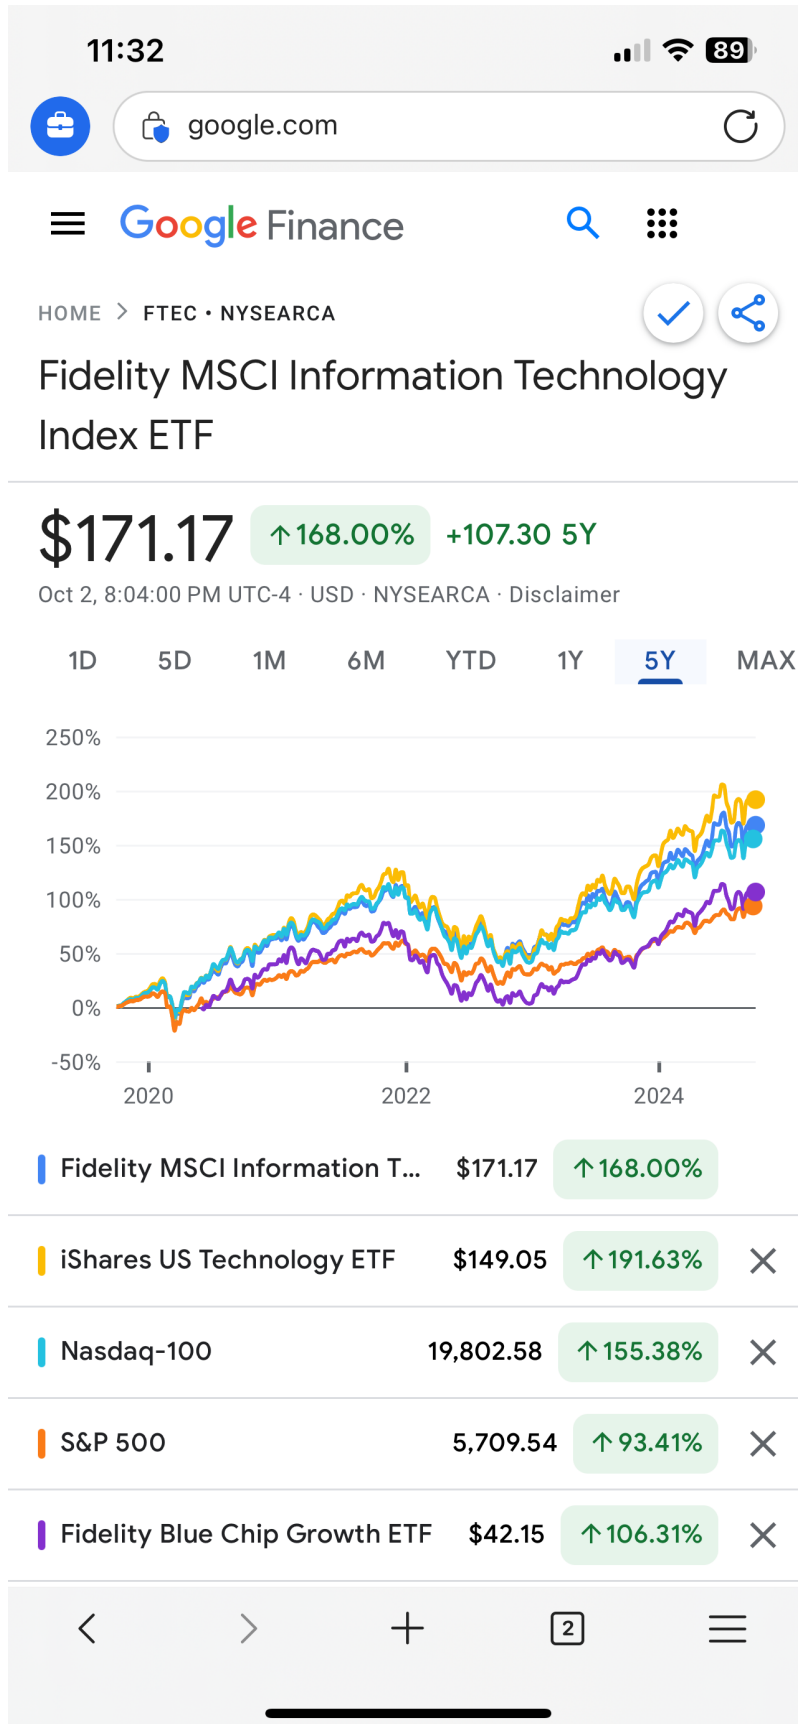 11:32
89
google.com
Google Finance
HOME > FTEC • NYSEARCA
Fidelity MSCI Information Technology
Index ETF
$171.17 ↑168.00% +107.30 5Y
Oct 2, 8:04:00 PM UTC-4 · USD · NYSEARCA · Disclaimer
1D 5D 1M 6M YTD 1Y 5Y MAX
250%
200%
150%
100%
50%
0%
-50%
2020 2022 2024
Fidelity MSCI Information T... $171.17 ↑168.00%
iShares US Technology ETF $149.05 ↑191.63%
Nasdaq-100 19,802.58 ↑155.38%
S&P 500 5,709.54 ↑93.41%
Fidelity Blue Chip Growth ETF $42.15 ↑106.31%
2